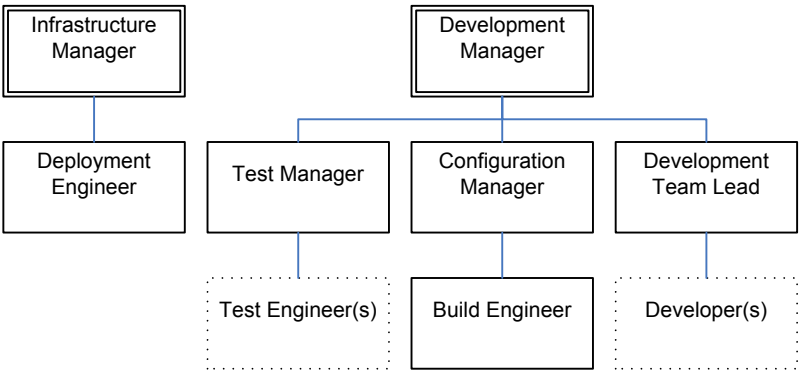 Infrastructure
Manager
Development
Manager
Deployment
Engineer
Test Manager
Configuration
Manager
Development
Team Lead
Test Engineer(s)
Build Engineer
Developer(s)